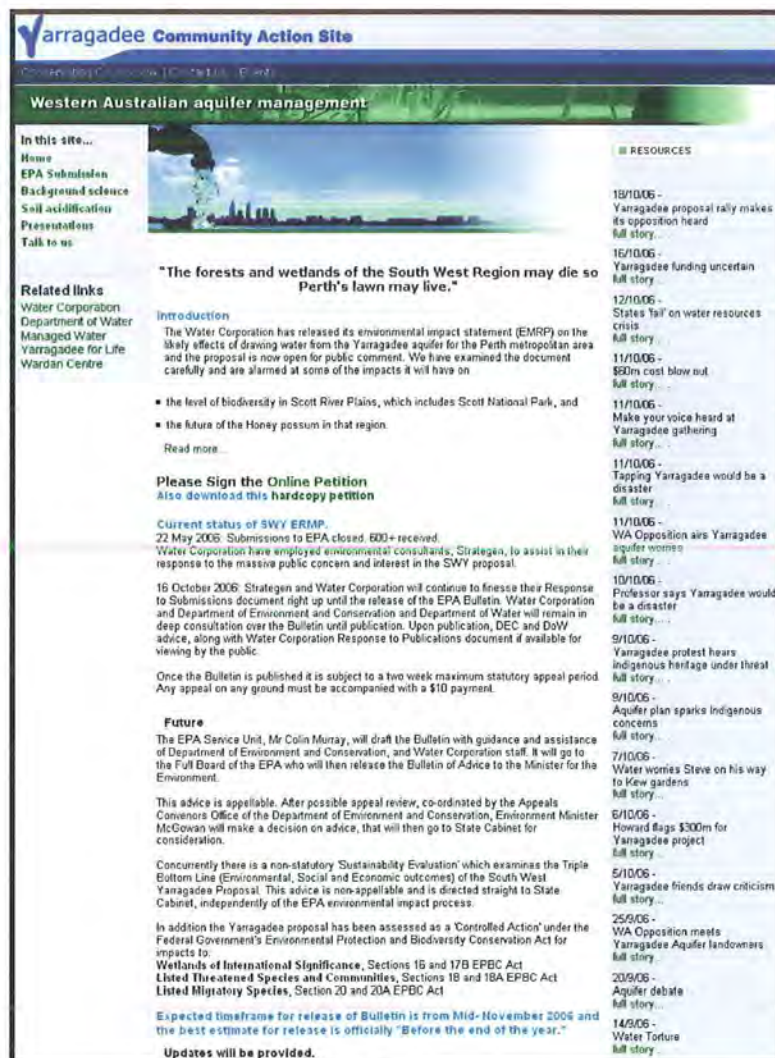 Yarragadee Community Action Site
Western Australian aquifer management
In this site...
Home
EPA Submission
Background science
Soil acidification
Presentations
Talk to us
Related links
Water Corporation
Department of Water
Managed Water
Yarragadee for Life
Wardan Centre
"The forests and wetlands of the South West Region may die so
Perth's lawn may live."
Introduction
The Water Corporation has released its environmental impact statement (EMRP) on the
likely effects of drawing water from the Yarragadee aquifer for the Perth metropolitan area
and the proposal is now open for public comment. We have examined the document
carefully and are alarmed at some of the impacts it will have on
▪ the level of biodiversity in Scott River Plains, which includes Scott National Park, and
▪ the future of the Honey possum in that region.
Read more...
Please Sign the Online Petition
Also download this hardcopy petition
Current status of SWY ERMP.
22 May 2006: Submissions to EPA closed. 600+ received.
Water Corporation have employed environmental consultants, Strategen, to assist in their
response to the massive public concern and interest in the SWY proposal.
16 October 2006: Strategen and Water Corporation will continue to finesse their Response
to Submissions document right up until the release of the EPA Bulletin. Water Corporation
and Department of Environment and Conservation and Department of Water will remain in
deep consultation over the Bulletin until publication. Upon publication, DEC and DoW
advice, along with Water Corporation Response to Publications document if available for
viewing by the public.
Once the Bulletin is published it is subject to a two week maximum statutory appeal period.
Any appeal on any ground must be accompanied with a $10 payment.
Future
The EPA Service Unit, Mr Colin Murray, will draft the Bulletin with guidance and assistance
of Department of Environment and Conservation, and Water Corporation staff. It will go to
the Full Board of the EPA who will then release the Bulletin of Advice to the Minister for the
Environment.
This advice is appellable. After possible appeal review, co-ordinated by the Appeals
Convenors Office of the Department of Environment and Conservation, Environment Minister
McGowan will make a decision on advice, that will then go to State Cabinet for
consideration.
Concurrently there is a non-statutory 'Sustainability Evaluation' which examines the Triple
Bottom Line (Environmental, Social and Economic outcomes) of the South West
Yarragadee Proposal. This advice is non-appellable and is directed straight to State
Cabinet, independently of the EPA environmental impact process.
In addition the Yarragadee proposal has been assessed as a 'Controlled Action' under the
Federal Government's Environmental Protection and Biodiversity Conservation Act for
impacts to:
Wetlands of International Significance, Sections 16 and 17B EPBC Act
Listed Threatened Species and Communities, Sections 18 and 18A EPBC Act
Listed Migratory Species, Section 20 and 20A EPBC Act
Expected timeframe for release of Bulletin is from Mid- November 2006 and
the best estimate for release is officially "Before the end of the year."
Updates will be provided.
RESOURCES
18/10/06 -
Yarragadee proposal rally makes
its opposition heard
full story...
16/10/06 -
Yarragadee funding uncertain
full story...
12/10/06 -
States 'fail' on water resources
crisis
full story...
11/10/06 -
$80m cost blow out
full story...
11/10/06 -
Make your voice heard at
Yarragadee gathering
full story...
11/10/06 -
Tapping Yarragadee would be a
disaster
full story...
11/10/06 -
WA Opposition airs Yarragadee
aquifer worries
full story...
10/10/06 -
Professor says Yarragadee would
be a disaster
full story...
9/10/06 -
Yarragadee protest hears
indigenous heritage under threat
full story...
9/10/06 -
Aquifer plan sparks Indigenous
concerns
full story...
7/10/06 -
Water worries Steve on his way
to Kew gardens
full story...
6/10/06 -
Howard flags $300m for
Yarragadee project
full story...
5/10/06 -
Yarragadee friends draw criticism
full story...
25/9/06 -
WA Opposition meets
Yarragadee Aquifer landowners
full story...
20/9/06 -
Aquifer debate
full story...
14/9/06 -
Water Torture
full story...